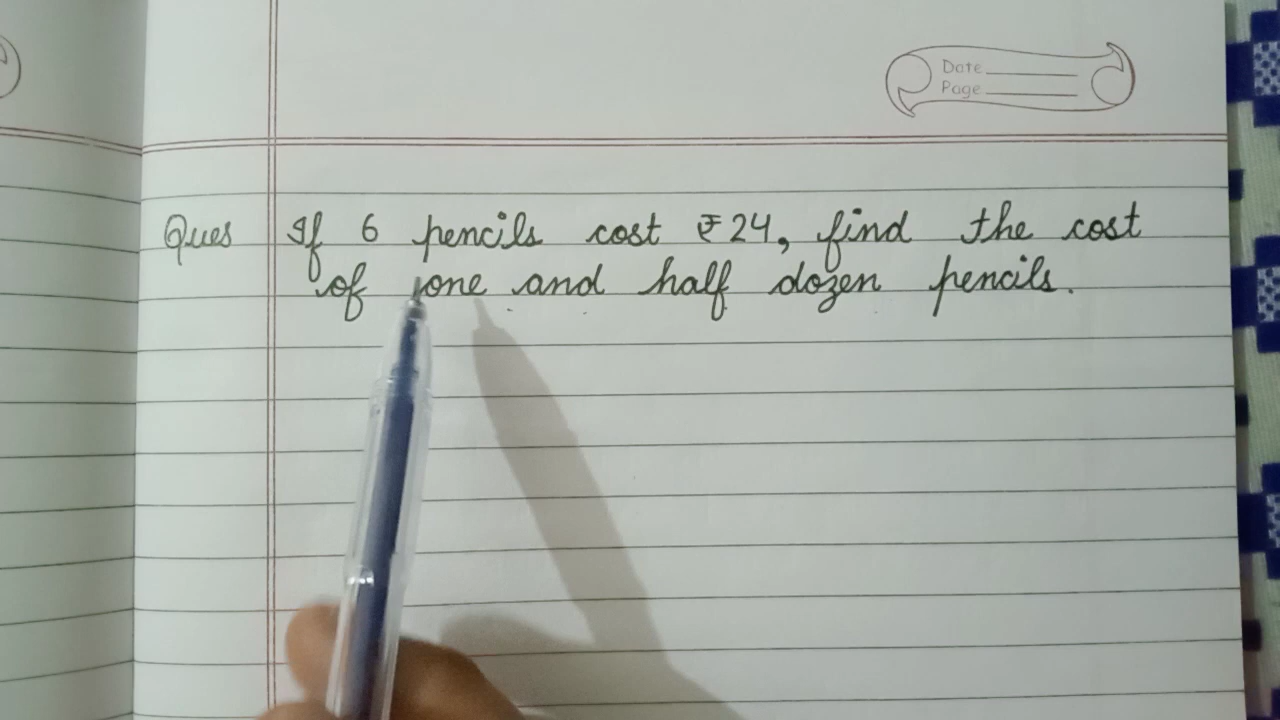 Date
Page
Ques If 6 pencils cost ₹24, find the cost
of one and half dozen pencils.